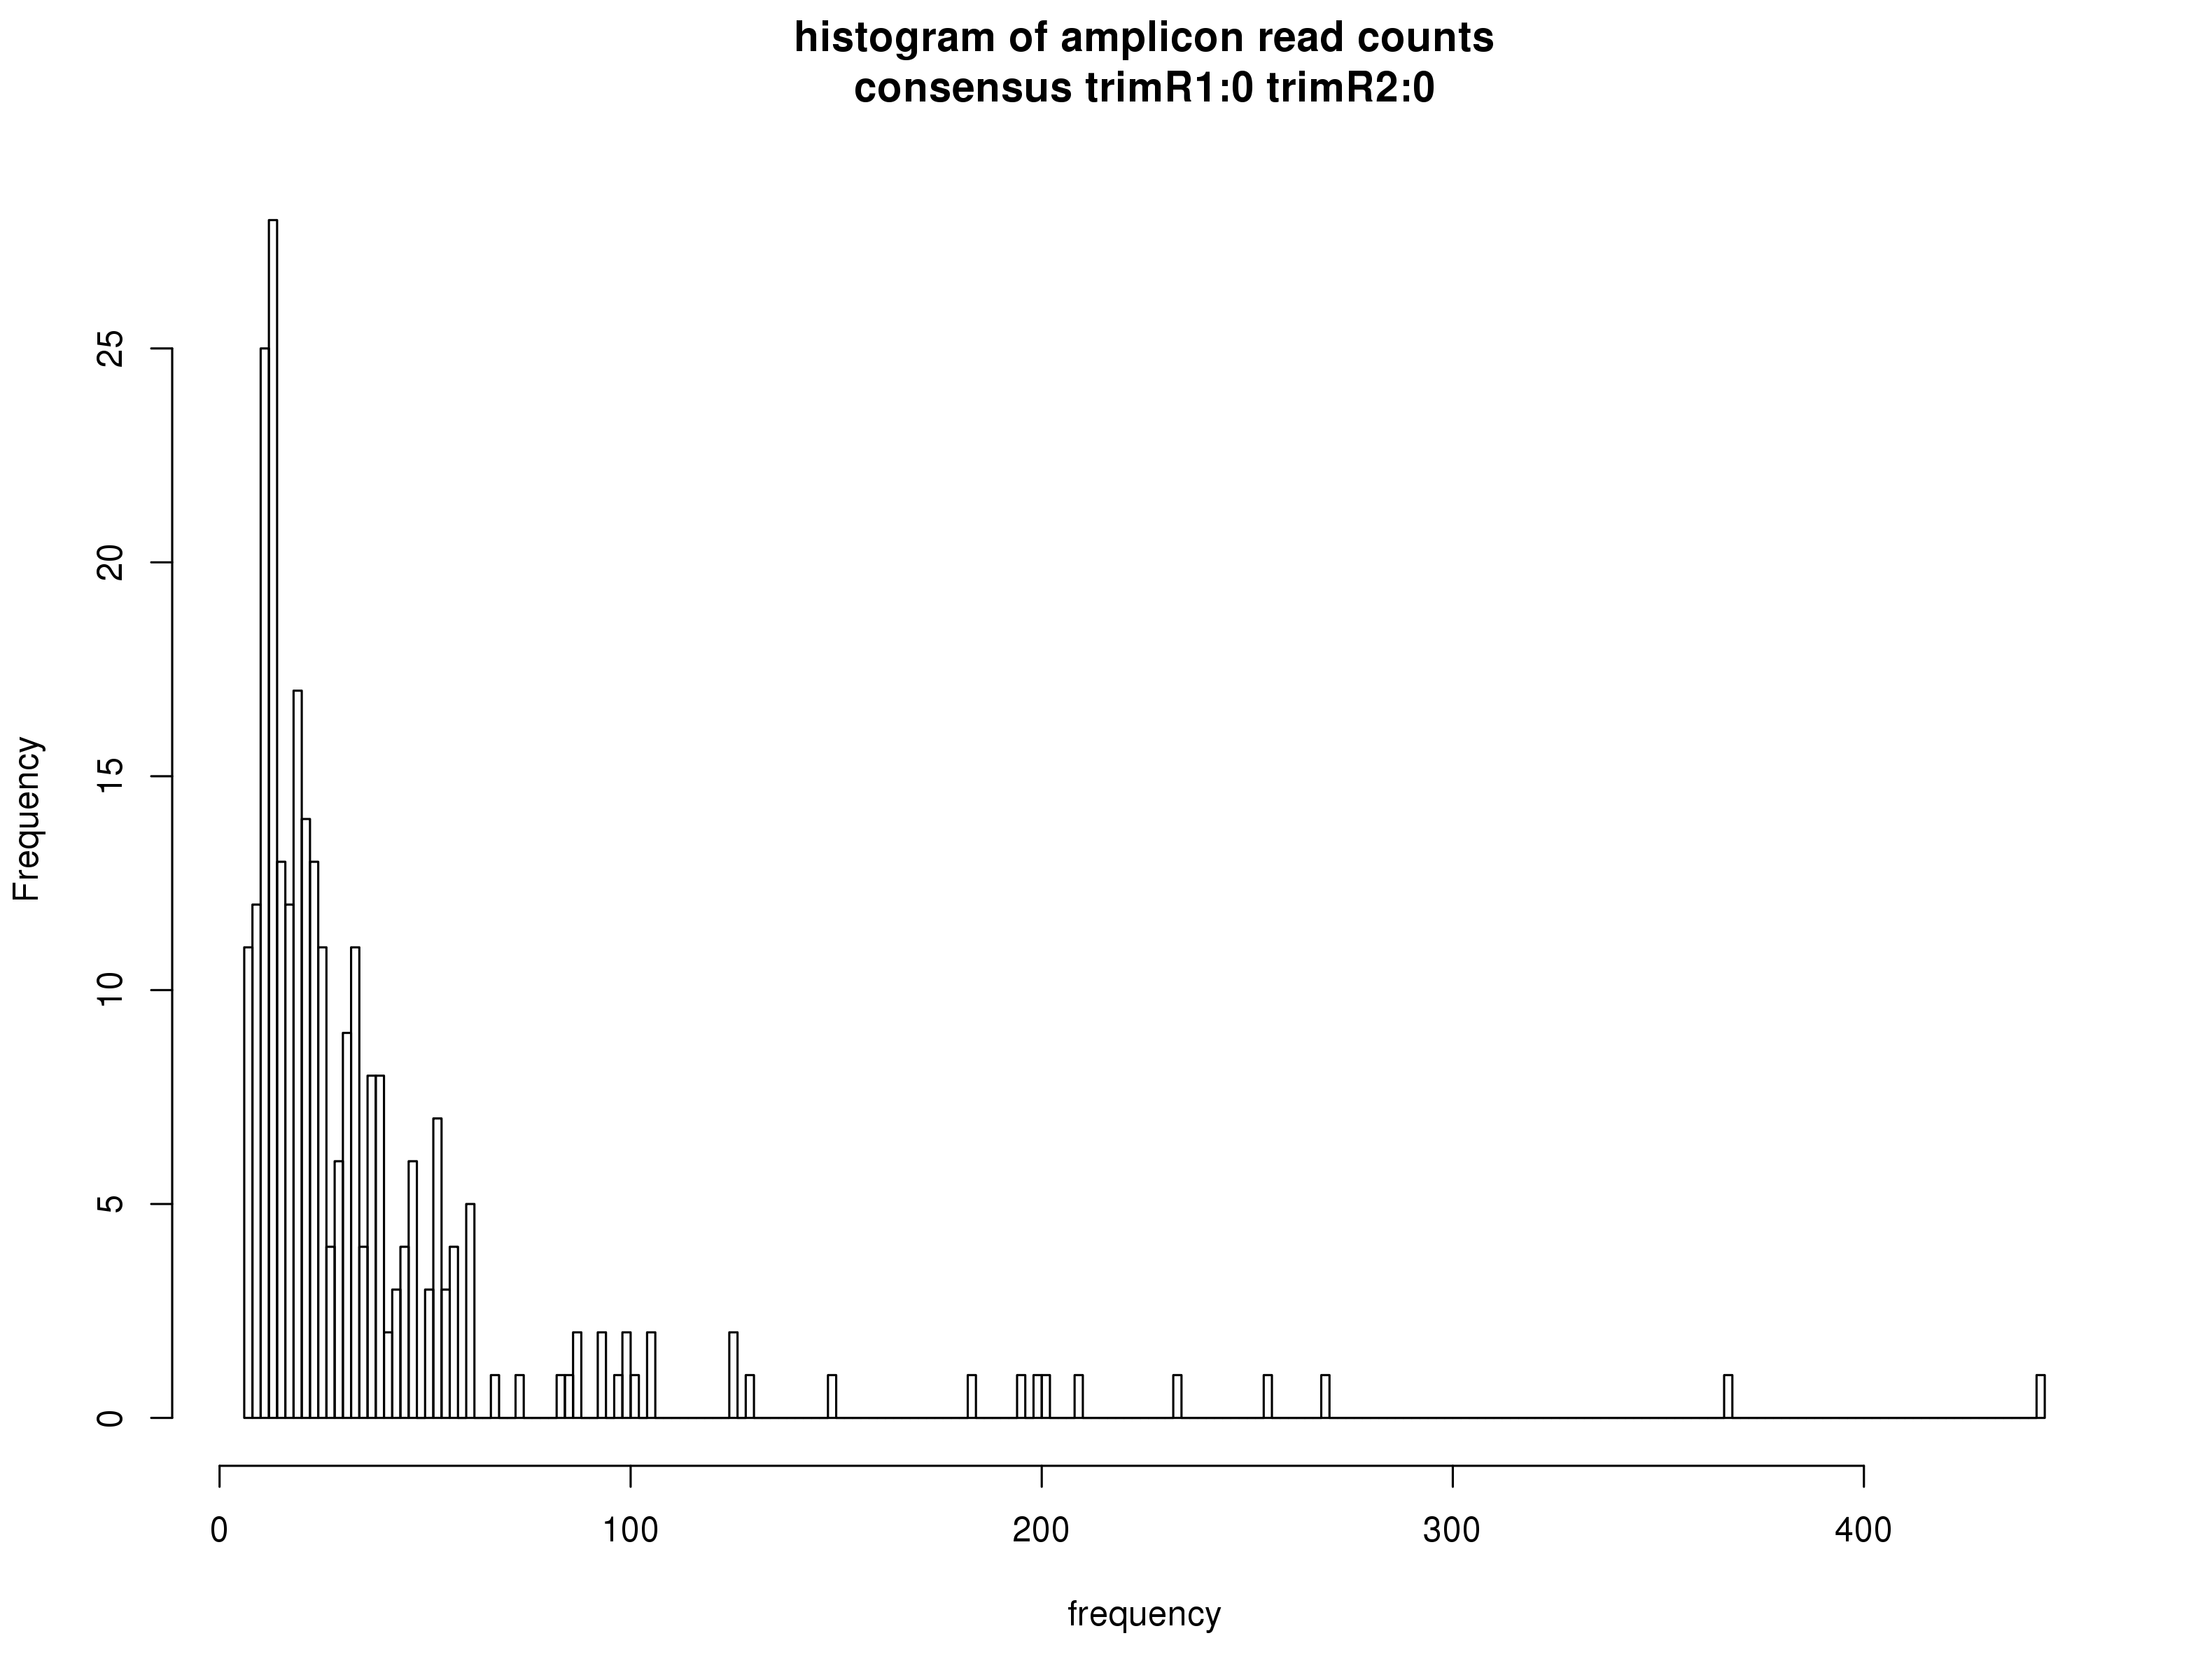 histogram of amplicon read counts
consensus trimR1:0 trimR2:0
Frequency
25
20
15
10
5
0
0 100 200 300 400
frequency